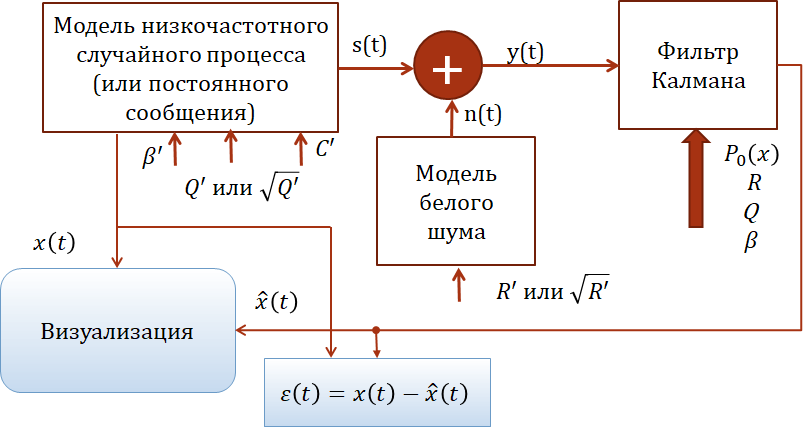 Модель низкочастотного
случайного процесса
(или постоянного
сообщения)
s(t)
+
y(t)
Фильтр
Калмана
n(t)
β′
Q′ или √Q′
C′
Модель
белого
шума
P₀(x)
R
Q
β
x(t)
R′ или √R′
x̂(t)
Визуализация
ε(t) = x(t) − x̂(t)